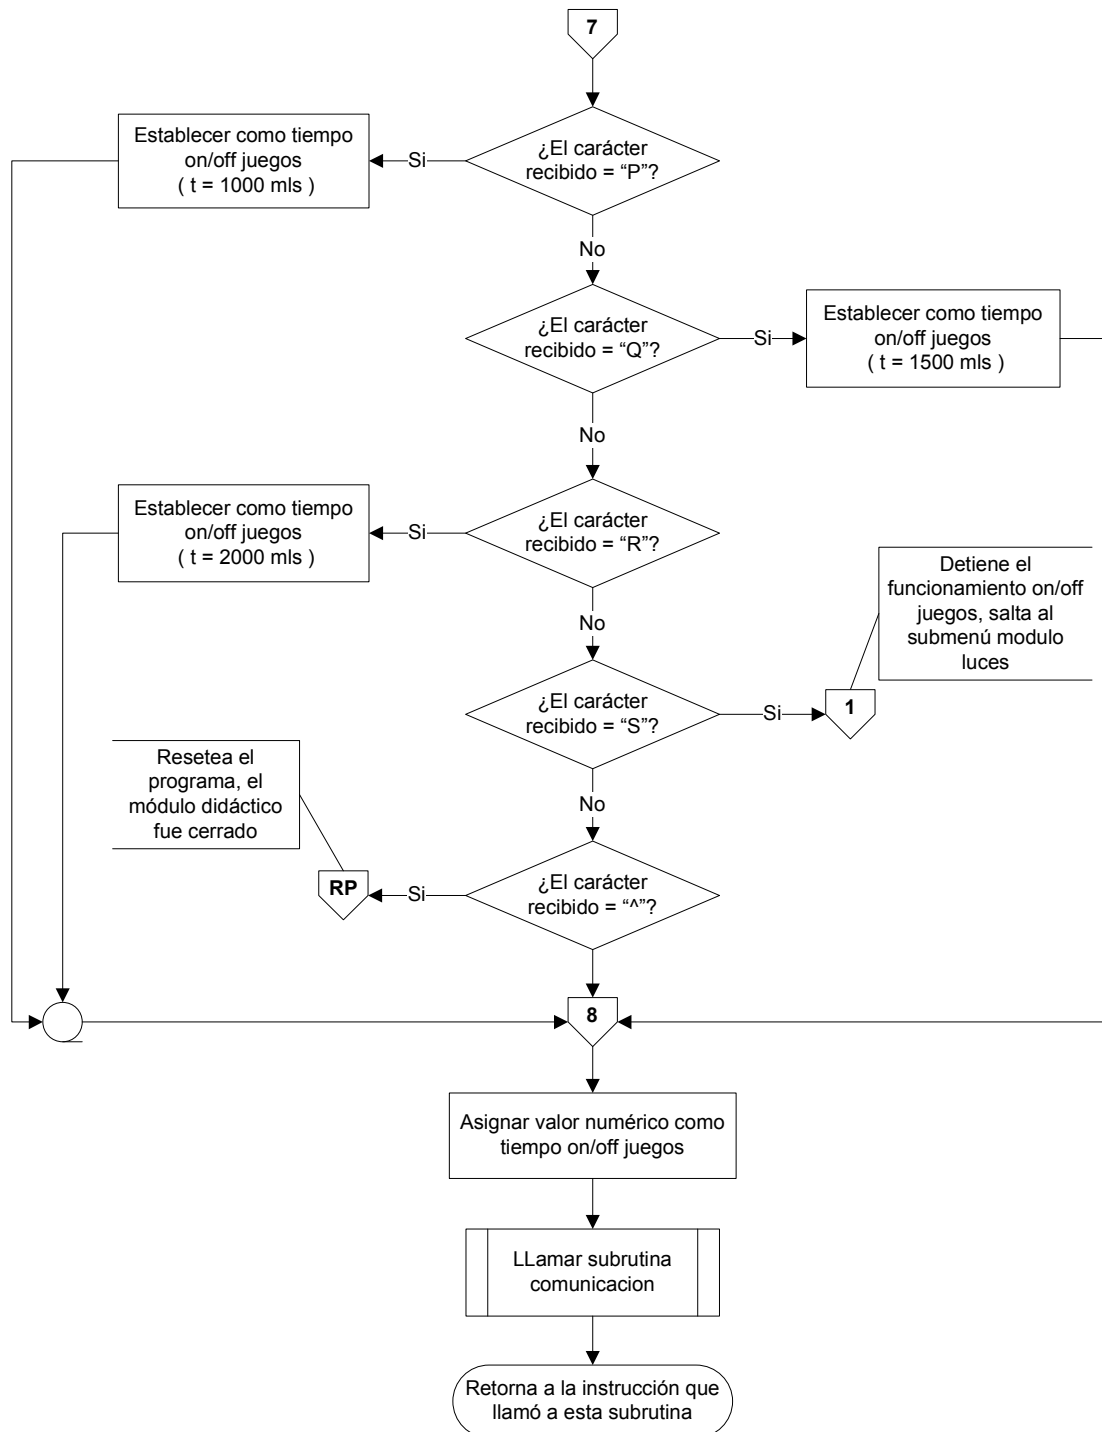 7
Establecer como tiempo
on/off juegos
( t = 1000 mls )
Si
¿El carácter
recibido = “P”?
No
¿El carácter
recibido = “Q”?
Si
Establecer como tiempo
on/off juegos
( t = 1500 mls )
No
Establecer como tiempo
on/off juegos
( t = 2000 mls )
Si
¿El carácter
recibido = “R”?
No
Detiene el
funcionamiento on/off
juegos, salta al
submenú modulo
luces
¿El carácter
recibido = “S”?
Si
1
No
Resetea el
programa, el
módulo didáctico
fue cerrado
RP
Si
¿El carácter
recibido = “^”?
8
Asignar valor numérico como
tiempo on/off juegos
LLamar subrutina
comunicacion
Retorna a la instrucción que
llamó a esta subrutina